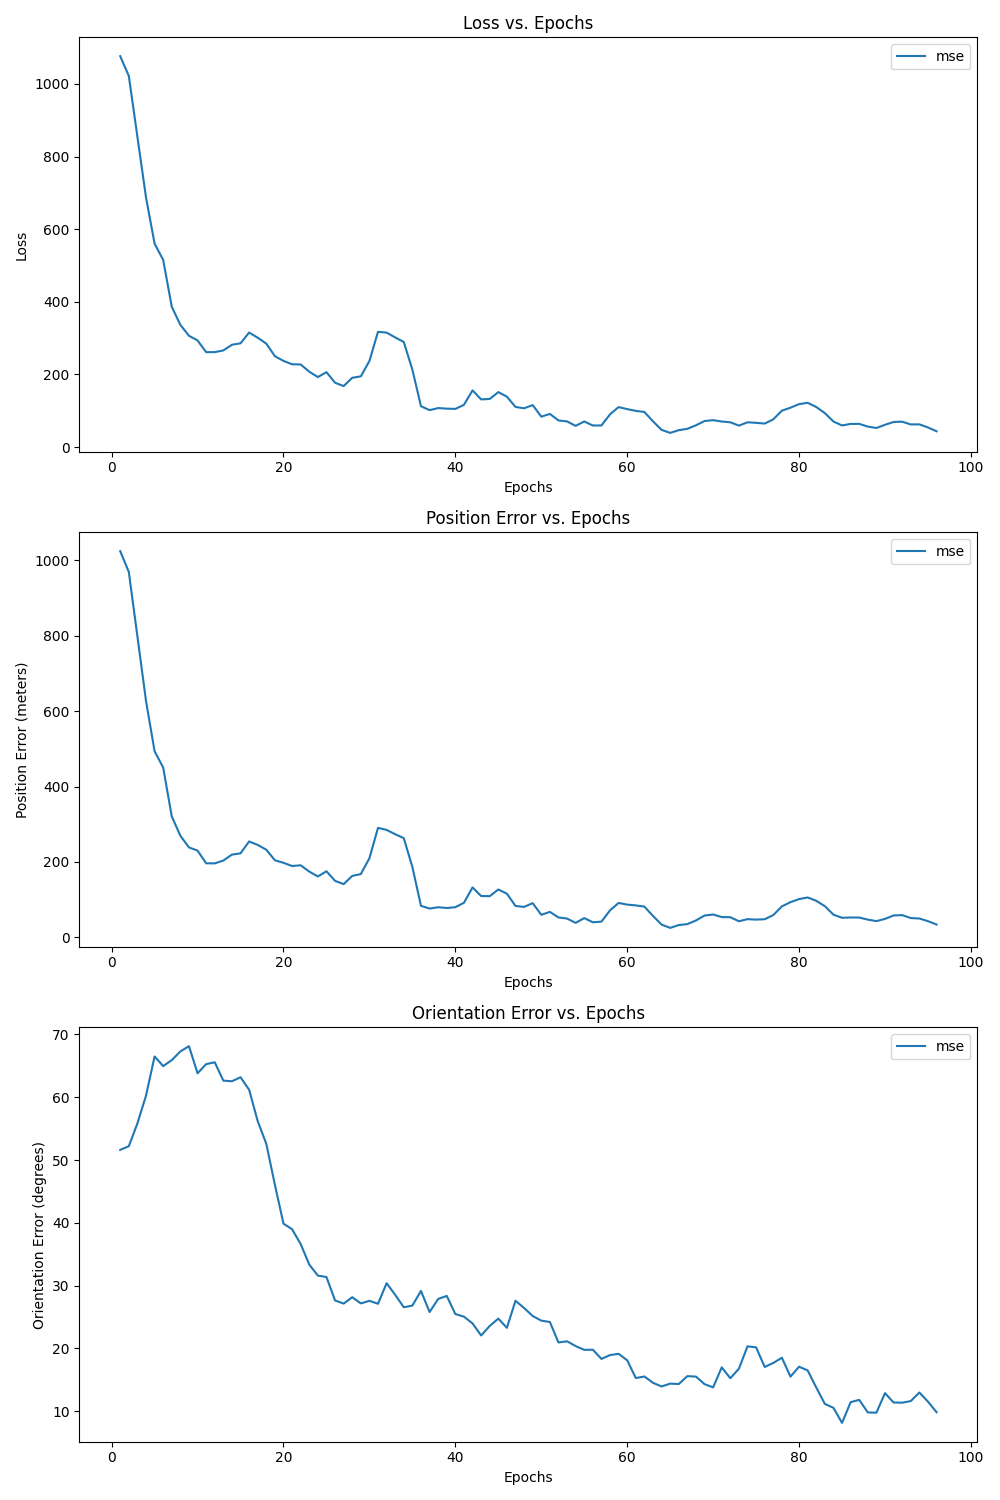 Loss vs. Epochs
mse
1000
800
600
400
200
0
Loss
0 20 40 60 80 100
Epochs
Position Error vs. Epochs
mse
1000
800
600
400
200
0
Position Error (meters)
0 20 40 60 80 100
Epochs
Orientation Error vs. Epochs
mse
70
60
50
40
30
20
10
Orientation Error (degrees)
0 20 40 60 80 100
Epochs